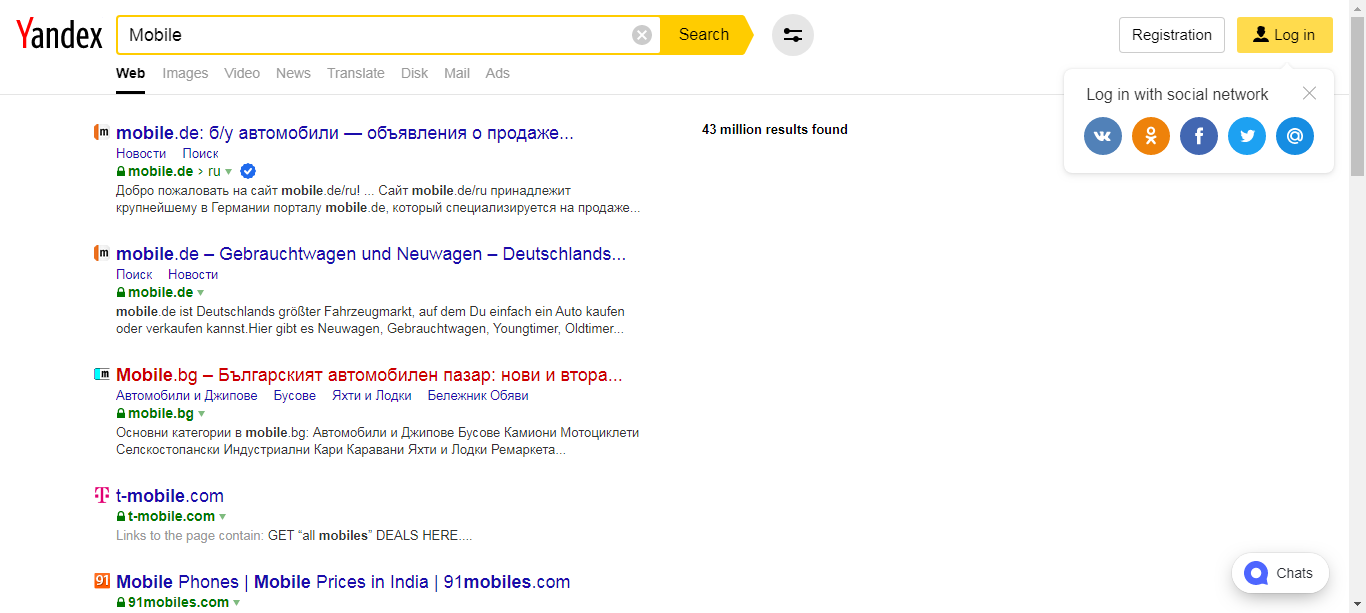 Yandex
Mobile
Search
Registration
Log in
Web Images Video News Translate Disk Mail Ads
Log in with social network
mobile.de: б/у автомобили — объявления о продаже...
Новости Поиск
mobile.de › ru
Добро пожаловать на сайт mobile.de/ru! ... Сайт mobile.de/ru принадлежит
крупнейшему в Германии порталу mobile.de, который специализируется на продаже...
43 million results found
mobile.de – Gebrauchtwagen und Neuwagen – Deutschlands...
Поиск Новости
mobile.de
mobile.de ist Deutschlands größter Fahrzeugmarkt, auf dem Du einfach ein Auto kaufen
oder verkaufen kannst.Hier gibt es Neuwagen, Gebrauchtwagen, Youngtimer, Oldtimer...
Mobile.bg – Българският автомобилен пазар: нови и втора...
Автомобили и Джипове Бусове Яхти и Лодки Бележник Обяви
mobile.bg
Основни категории в mobile.bg: Автомобили и Джипове Бусове Камиони Мотоциклети
Селскостопански Индустриални Кари Каравани Яхти и Лодки Ремаркета...
t-mobile.com
t-mobile.com
Links to the page contain: GET “all mobiles” DEALS HERE....
91 Mobile Phones | Mobile Prices in India | 91mobiles.com
91mobiles.com
Chats